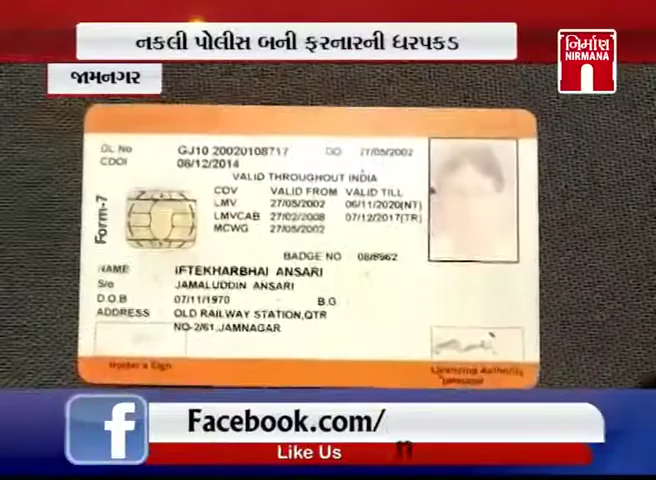 નકલી પોલીસ બની ફરનારની ધરપકડ
નિર્માણ
NIRMANA
જામનગર
DL No GJ10 20020108717 DOI 27/05/2002
CDOI 08/12/2014
VALID THROUGHOUT INDIA
COV VALID FROM VALID TILL
LMV 27/05/2002 06/11/2020(NT)
LMVCAB 27/02/2008 07/12/2017(TR)
MCWG 27/05/2002
Form-7
BADGE NO 08/8962
NAME IFTEKHARBHAI ANSARI
S/o JAMALUDDIN ANSARI
D.O.B 07/11/1970 B.G
ADDRESS OLD RAILWAY STATION,QTR
NO-2/61,JAMNAGAR
Holder's Sign
Licencing Authority
Jamnagar
Facebook.com/
Like Us